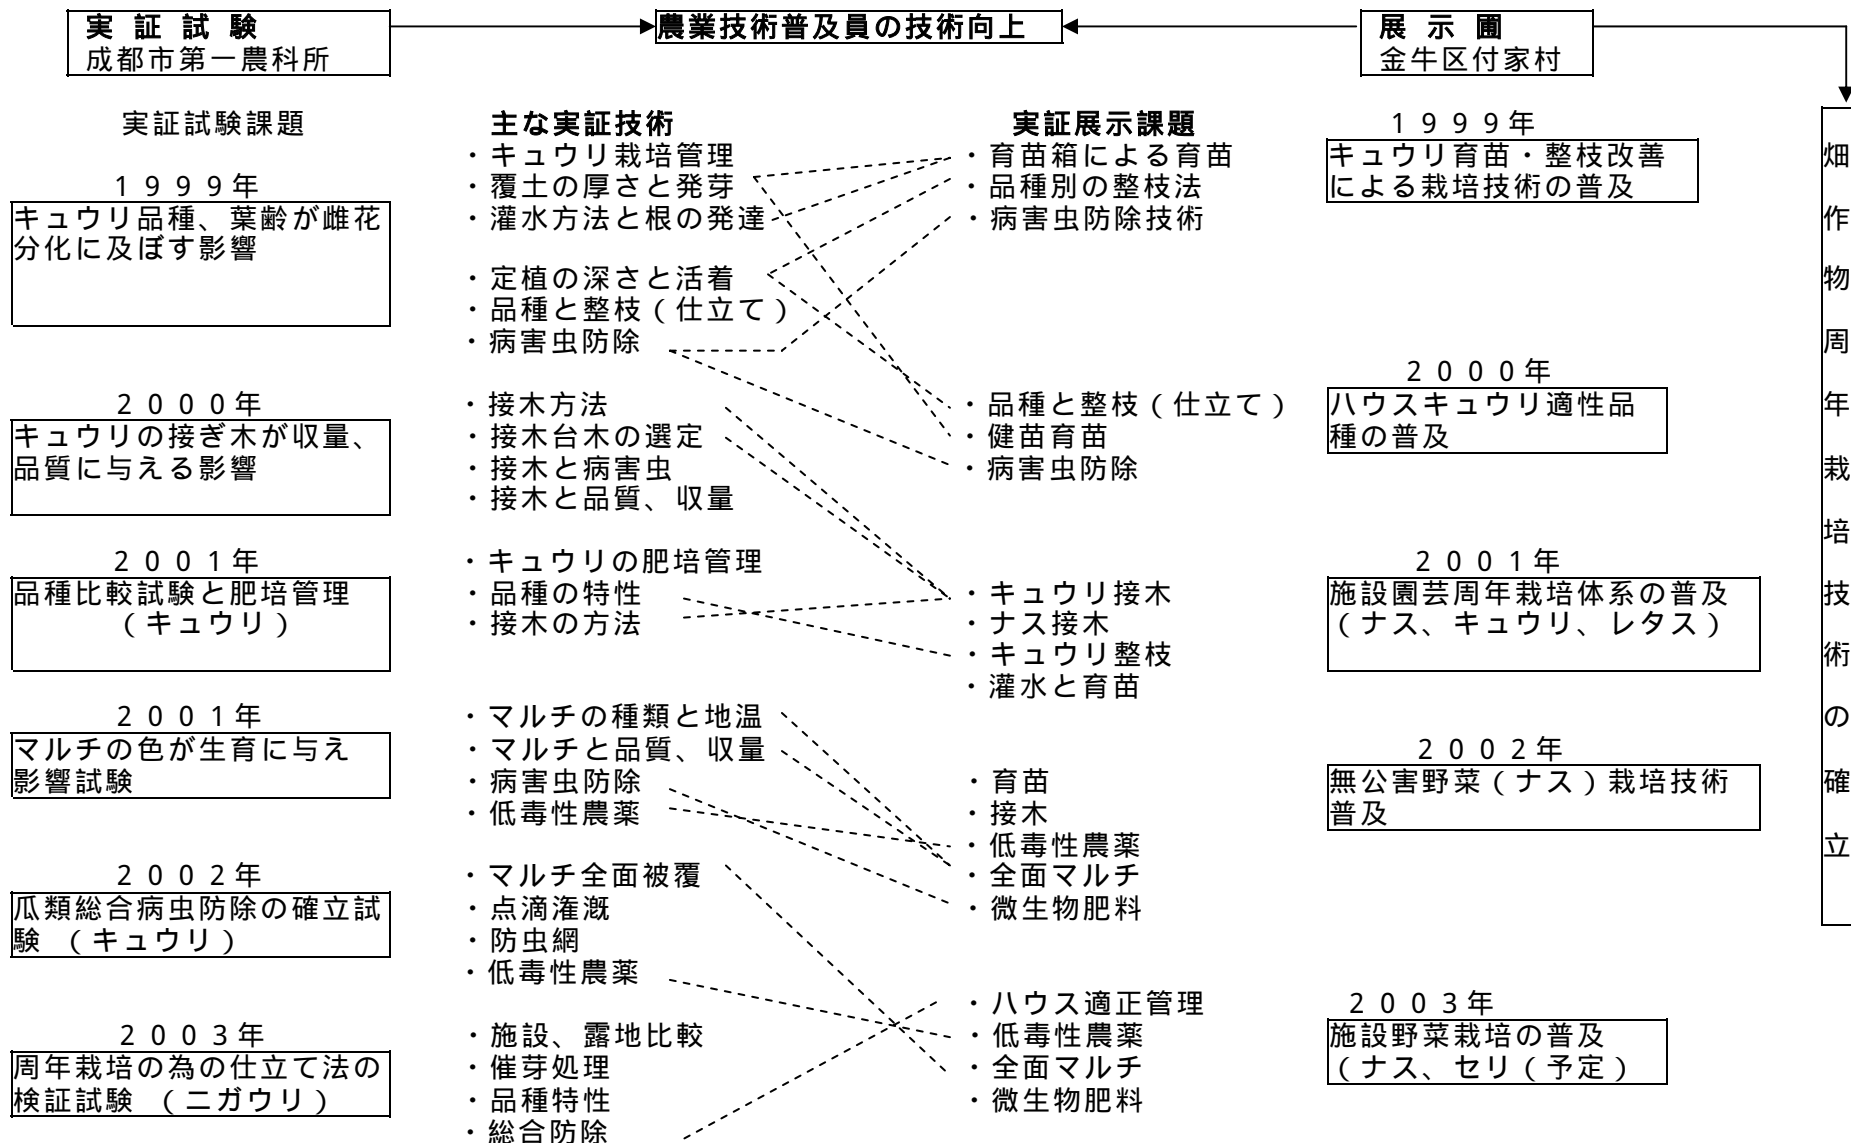 実証試験
成都市第一農科所
農業技術普及員の技術向上
展示圃
金牛区付家村
実証試験課題
１９９９年
キュウリ品種、葉齢が雌花
分化に及ぼす影響
２０００年
キュウリの接ぎ木が収量、
品質に与える影響
２００１年
品種比較試験と肥培管理
（キュウリ）
２００１年
マルチの色が生育に与え
影響試験
２００２年
瓜類総合病虫防除の確立試
験　（キュウリ）
２００３年
周年栽培の為の仕立て法の
検証試験　（ニガウリ）
主な実証技術
・キュウリ栽培管理
・覆土の厚さと発芽
・灌水方法と根の発達
・定植の深さと活着
・品種と整枝（仕立て）
・病害虫防除
・接木方法
・接木台木の選定
・接木と病害虫
・接木と品質、収量
・キュウリの肥培管理
・品種の特性
・接木の方法
・マルチの種類と地温
・マルチと品質、収量
・病害虫防除
・低毒性農薬
・マルチ全面被覆
・点滴潅漑
・防虫網
・低毒性農薬
・施設、露地比較
・催芽処理
・品種特性
・総合防除
実証展示課題
・育苗箱による育苗
・品種別の整枝法
・病害虫防除技術
・品種と整枝（仕立て）
・健苗育苗
・病害虫防除
・キュウリ接木
・ナス接木
・キュウリ整枝
・灌水と育苗
・育苗
・接木
・低毒性農薬
・全面マルチ
・微生物肥料
・ハウス適正管理
・低毒性農薬
・全面マルチ
・微生物肥料
１９９９年
キュウリ育苗・整枝改善
による栽培技術の普及
２０００年
ハウスキュウリ適性品
種の普及
２００１年
施設園芸周年栽培体系の普及
（ナス、キュウリ、レタス）
２００２年
無公害野菜（ナス）栽培技術
普及
２００３年
施設野菜栽培の普及
（ナス、セリ（予定）
畑作物周年栽培技術の確立